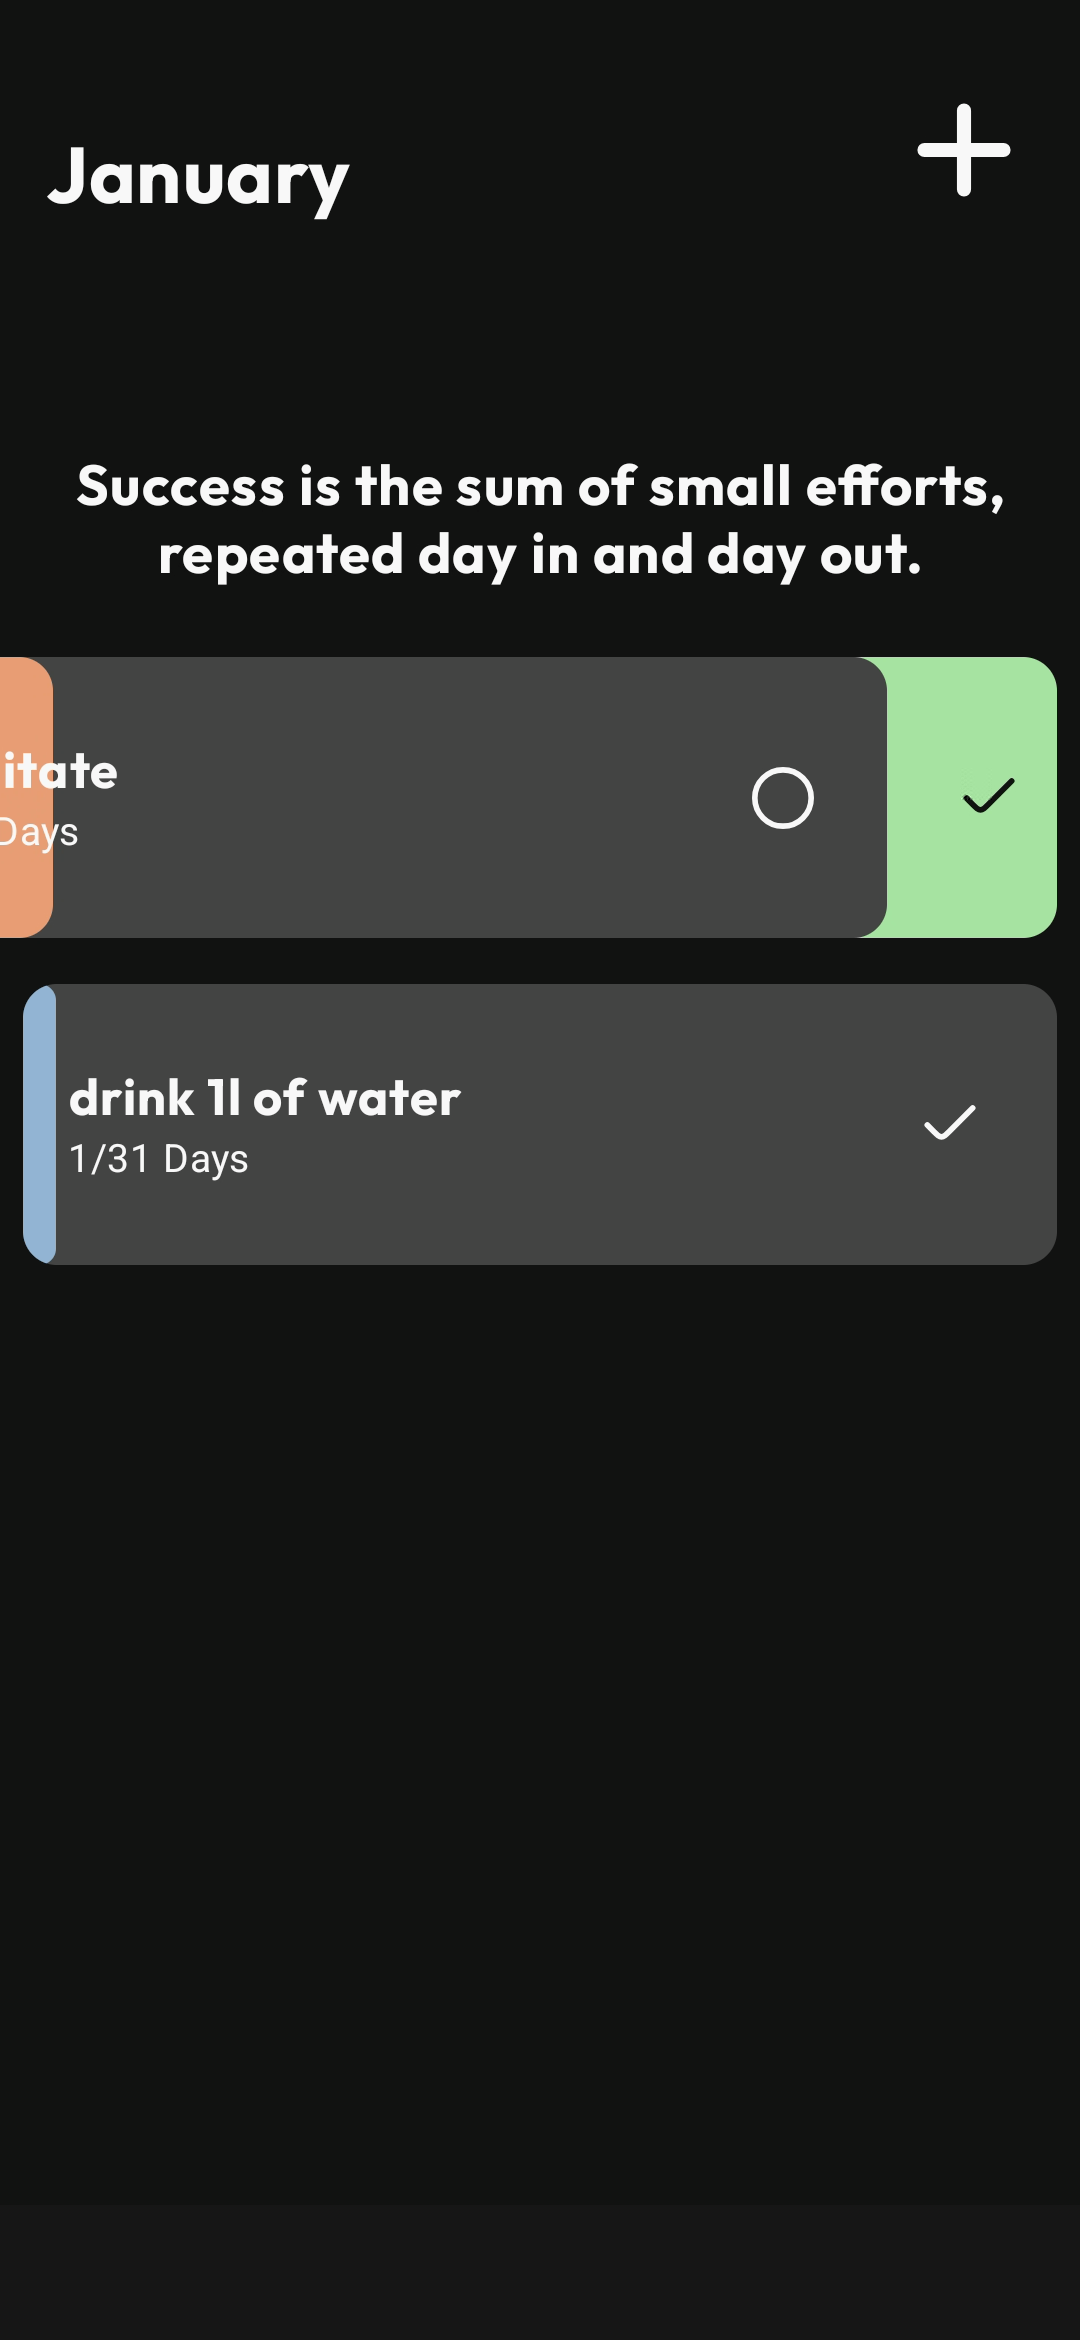 January
Success is the sum of small efforts,
repeated day in and day out.
itate
Days
drink 1l of water
1/31 Days